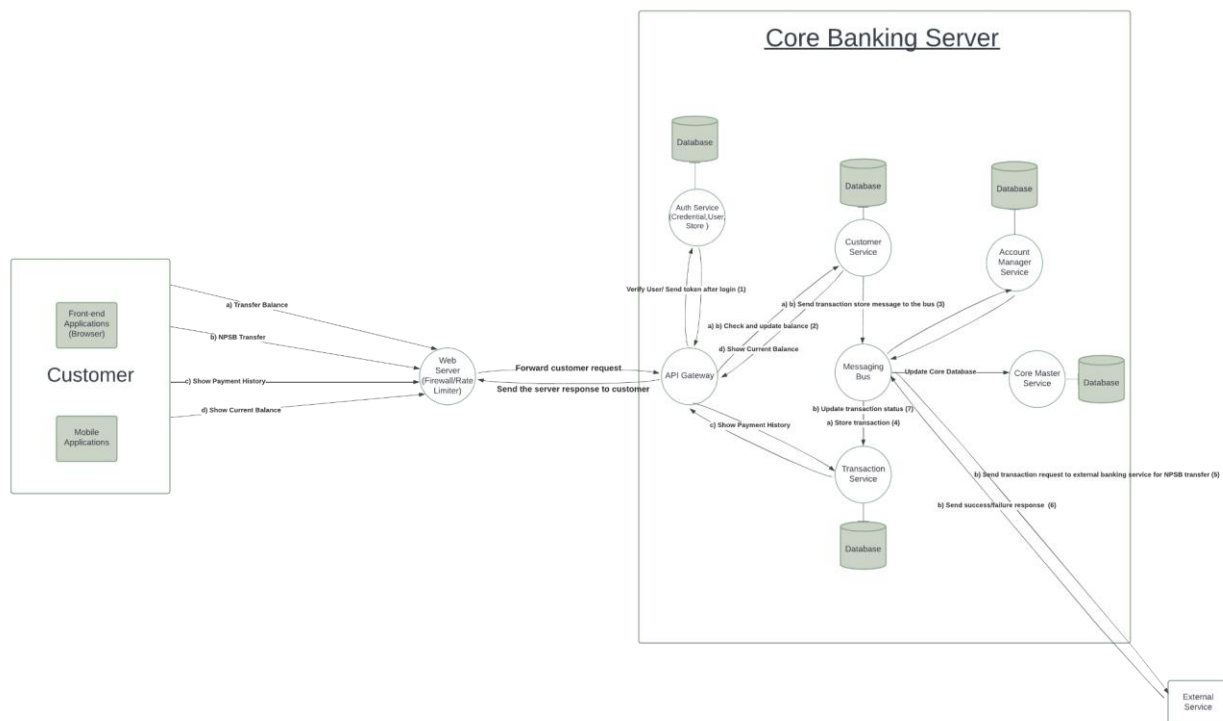 Core Banking Server
Database
Auth Service
(Credential,User,
Store )
Database
Customer
Service
Database
Account
Manager
Service
Verify User/ Send token after login (1)
a) b) Send transaction store message to the bus (3)
a) b) Check and update balance (2)
d) Show Current Balance
a) Transfer Balance
Front-end
Applications
(Browser)
b) NPSB Transfer
Customer
c) Show Payment History
d) Show Current Balance
Mobile
Applications
Web
Server
(Firewall/Rate
Limiter)
Forward customer request
Send the server response to customer
API Gateway
Messaging
Bus
Update Core Database
Core Master
Service
Database
b) Update transaction status (7)
a) Store transaction (4)
c) Show Payment History
Transaction
Service
Database
b) Send transaction request to external banking service for NPSB transfer (5)
b) Send success/failure response (6)
External
Service